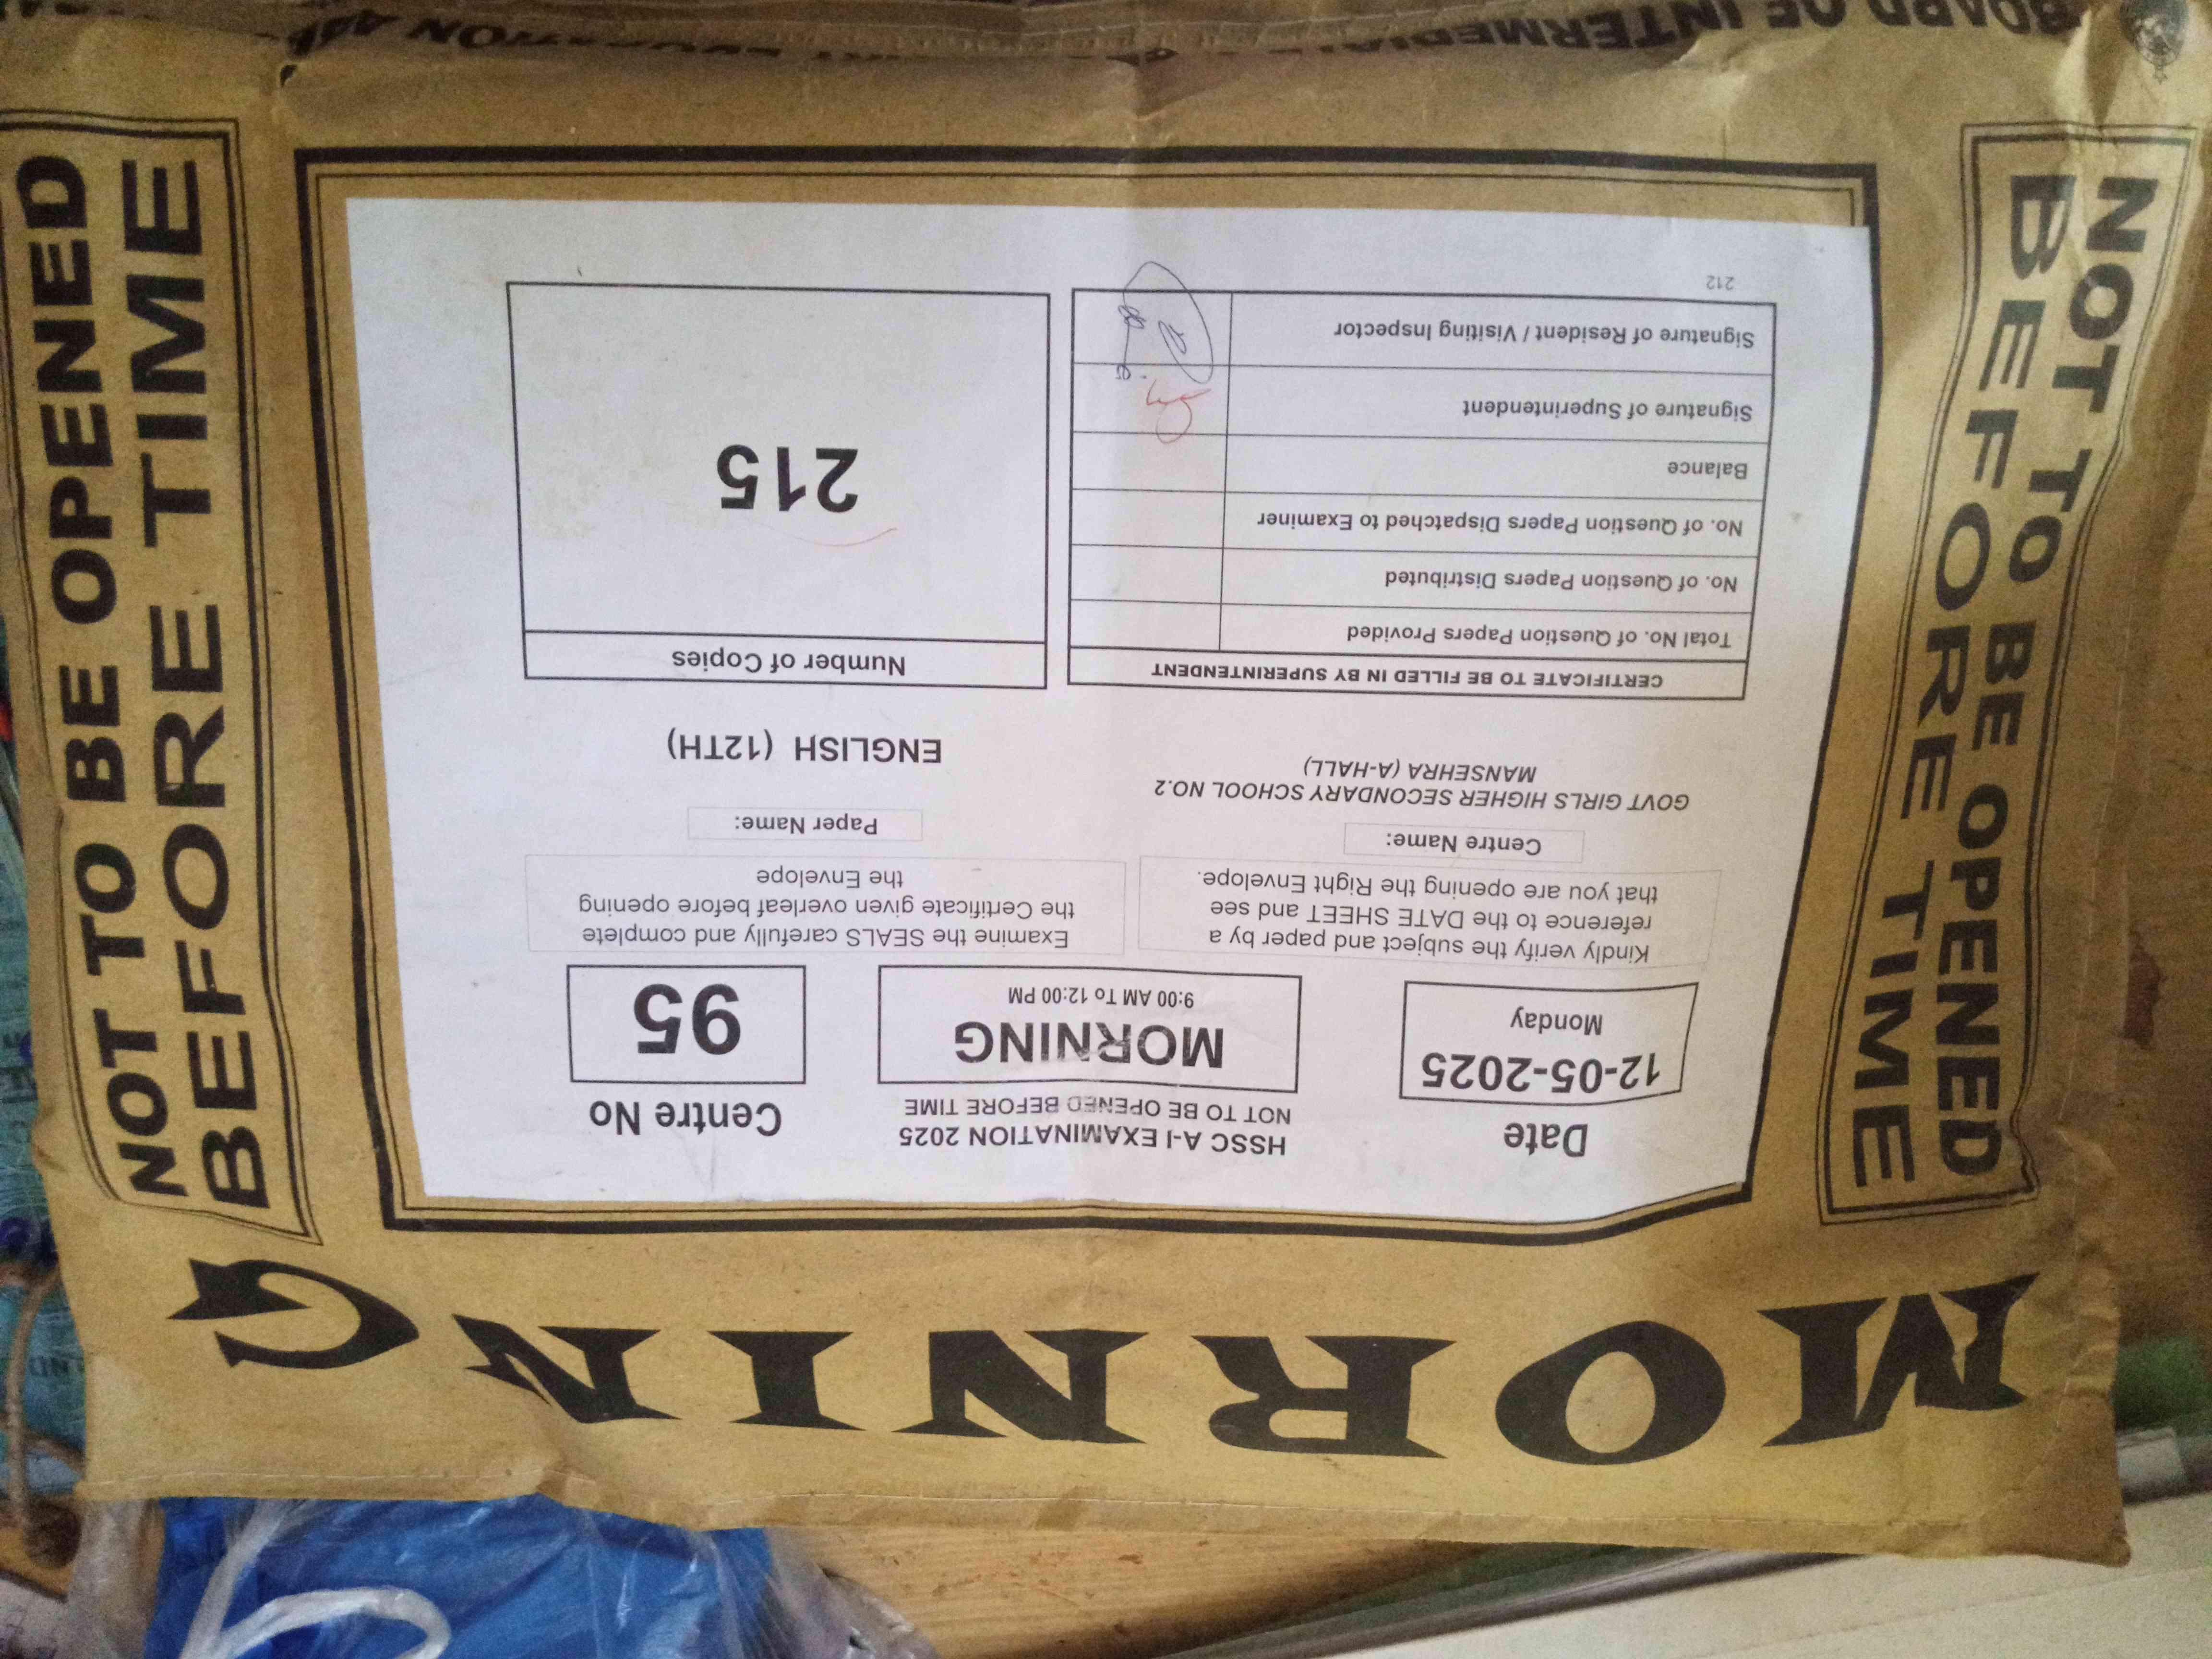 MORNING
NOT TO BE OPENED
BEFORE TIME
NOT TO BE OPENED
BEFORE TIME
Date
12-05-2025
Monday
HSSC A-I EXAMINATION 2025
NOT TO BE OPENED BEFORE TIME
MORNING
9:00 AM To 12:00 PM
Centre No
95
Kindly verify the subject and paper by a
reference to the DATE SHEET and see
that you are opening the Right Envelope.
Examine the SEALS carefully and complete
the Certificate given overleaf before opening
the Envelope
Centre Name:
GOVT GIRLS HIGHER SECONDARY SCHOOL NO.2
MANSEHRA (A-HALL)
Paper Name:
ENGLISH (12TH)
CERTIFICATE TO BE FILLED IN BY SUPERINTENDENT
Total No. of Question Papers Provided
No. of Question Papers Distributed
No. of Question Papers Dispatched to Examiner
Balance
Signature of Superintendent
Signature of Resident / Visiting Inspector
212
Number of Copies
215
BOARD OF INTERMEDIATE